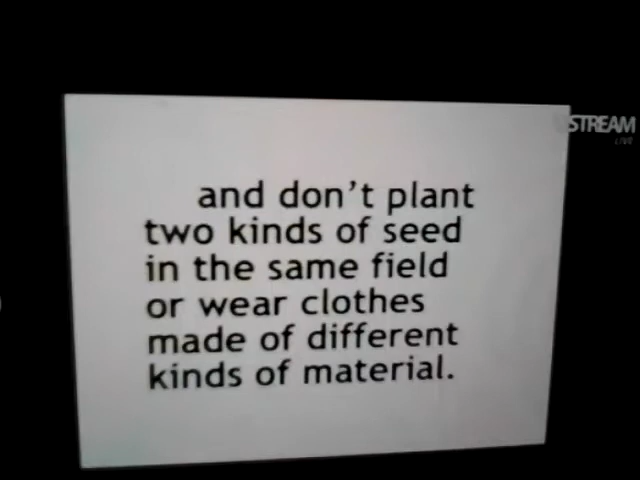 STREAM
LIVE
and don't plant
two kinds of seed
in the same field
or wear clothes
made of different
kinds of material.